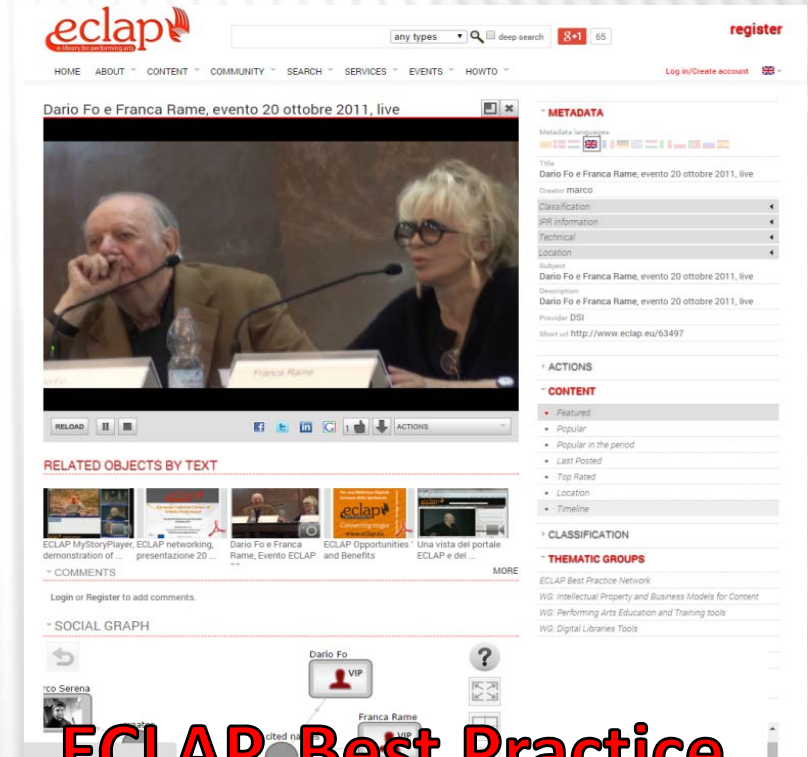 eclap
e-library for performing arts
any types
deep search
g+1
65
register
HOME ABOUT CONTENT COMMUNITY SEARCH SERVICES EVENTS HOWTO
Log in/Create account
Dario Fo e Franca Rame, evento 20 ottobre 2011, live
Franca Rame
RELOAD
1
ACTIONS
RELATED OBJECTS BY TEXT
eclap
ECLAP MyStoryPlayer, demonstration of ...
ECLAP networking, presentazione 20 ...
Dario Fo e Franca Rame, Evento ECLAP
ECLAP Opportunities and Benefits
Una vista del portale ECLAP e del ...
COMMENTS
MORE
Login or Register to add comments.
SOCIAL GRAPH
Dario Fo
VIP
?
rco Serena
Franca Rame
VIP
METADATA
Metadata languages
Title
Dario Fo e Franca Rame, evento 20 ottobre 2011, live
Creator marco
Classification
IPR information
Technical
Location
Subject
Dario Fo e Franca Rame, evento 20 ottobre 2011, live
Description
Dario Fo e Franca Rame, evento 20 ottobre 2011, live
Provider DSI
Short url http://www.eclap.eu/63497
ACTIONS
CONTENT
Featured
Popular
Popular in the period
Last Posted
Top Rated
Location
Timeline
CLASSIFICATION
THEMATIC GROUPS
ECLAP Best Practice Network
WG: Intellectual Property and Business Models for Content
WG: Performing Arts Education and Training tools
WG: Digital Libraries Tools
ECLAP Best Practice